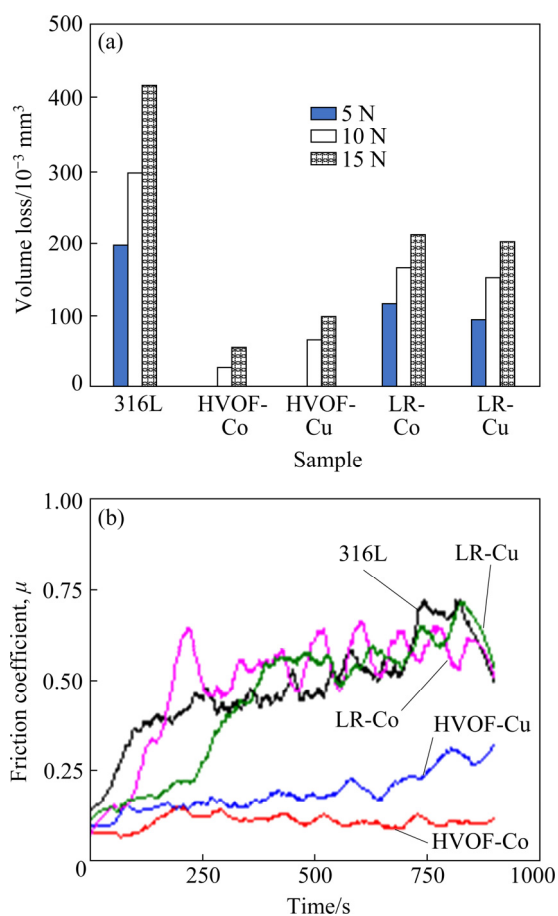 (a)
500
400
300
200
100
0
Volume loss/10⁻³ mm³
5 N
10 N
15 N
316L
HVOF-
Co
HVOF-
Cu
LR-
Co
LR-
Cu
Sample
(b)
1.00
0.75
0.50
0.25
0
Friction coefficient, μ
316L
LR-Cu
LR-Co
HVOF-Cu
HVOF-Co
250
500
750
1000
Time/s